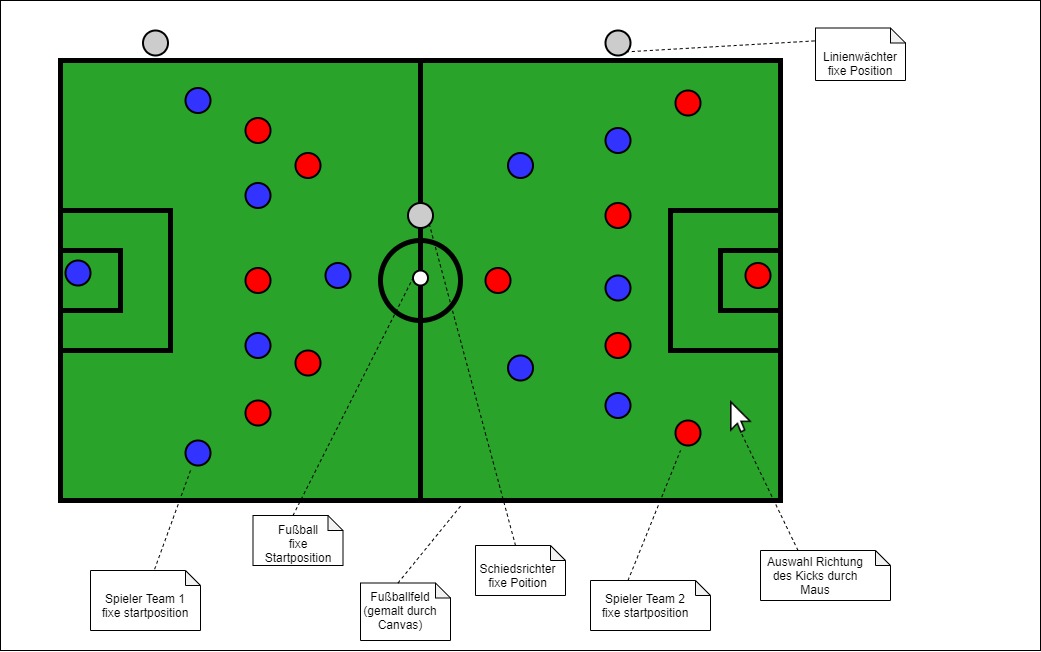 Linienwächter
fixe Position
Fußball
fixe
Startposition
Schiedsrichter
fixe Poition
Auswahl Richtung
des Kicks durch
Maus
Spieler Team 1
fixe startposition
Fußballfeld
(gemalt durch
Canvas)
Spieler Team 2
fixe startposition